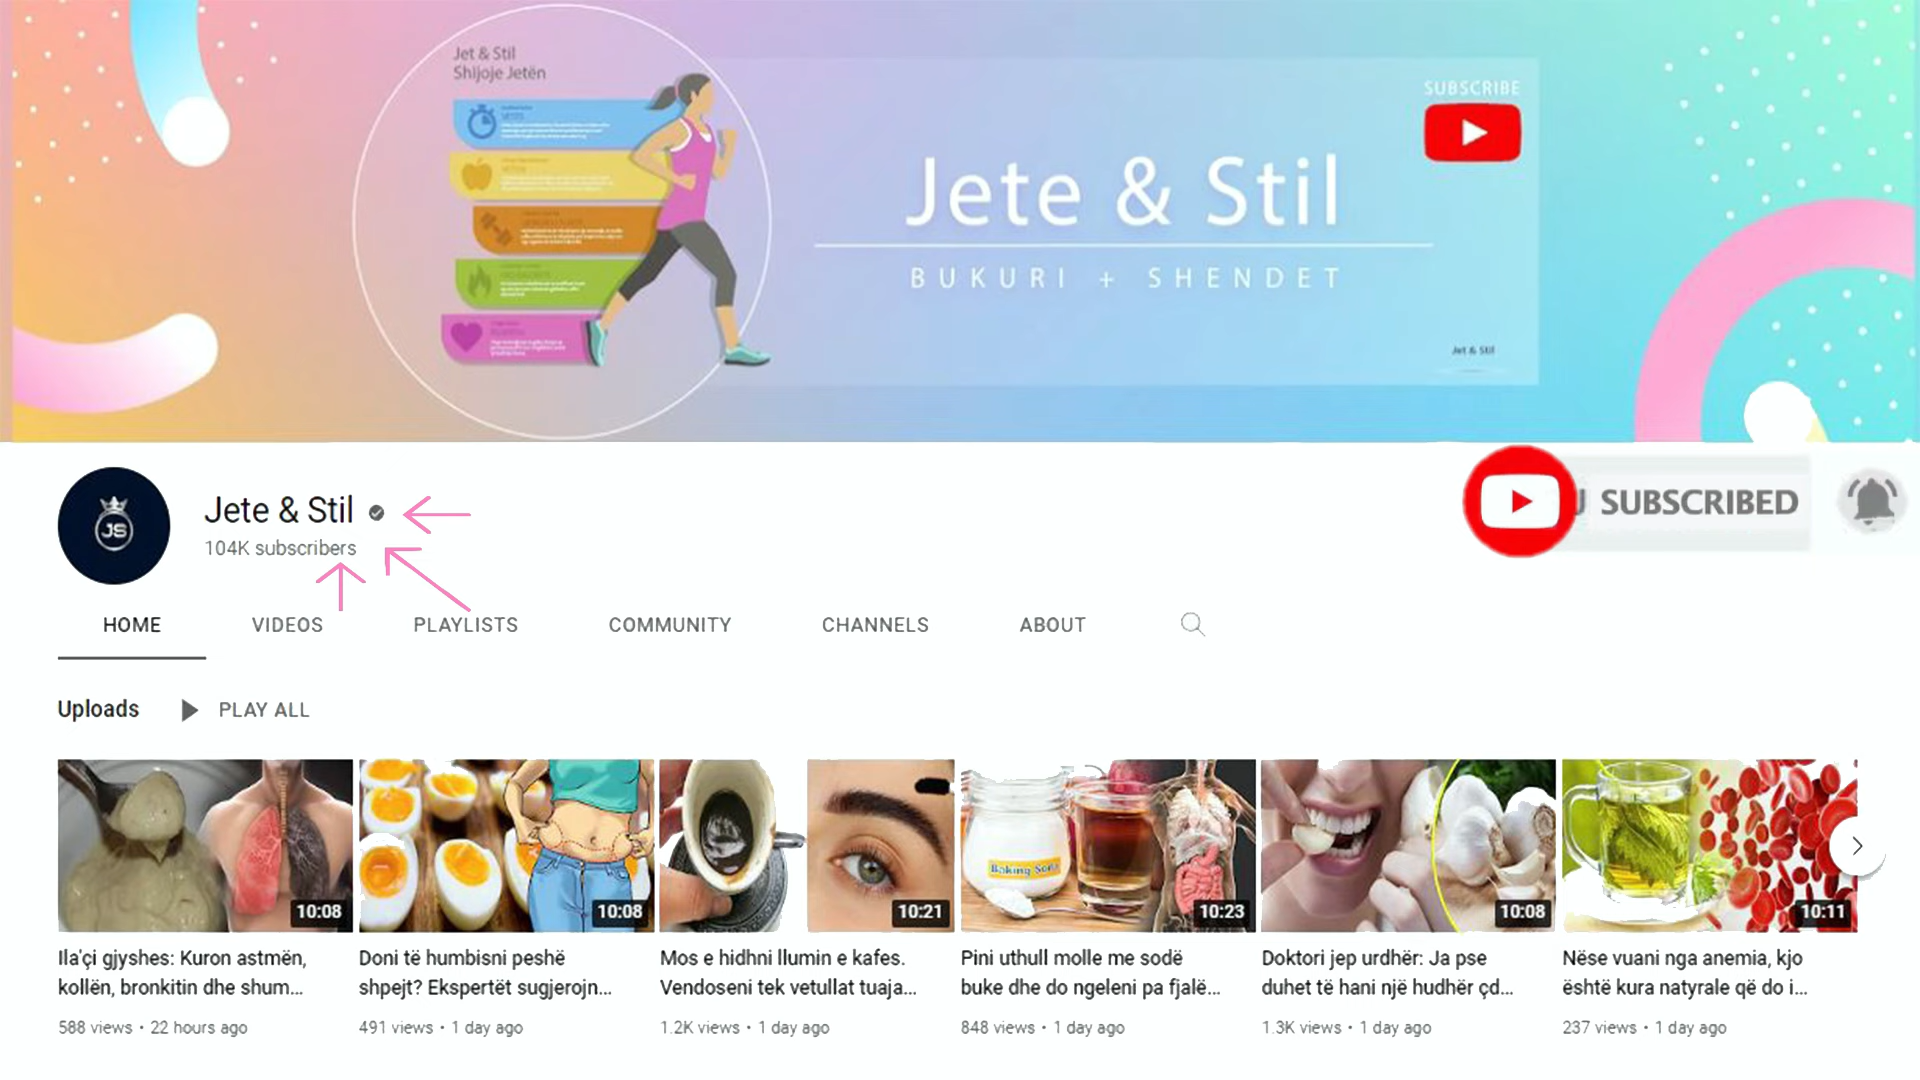 Jet & Stil
Shijoje Jetën
SUBSCRIBE
Jete & Stil
BUKURI + SHENDET
Jet & Stil
JS
Jete & Stil
104K subscribers
SUBSCRIBED
HOME VIDEOS PLAYLISTS COMMUNITY CHANNELS ABOUT
Uploads PLAY ALL
Baking Soda
10:08 10:08 10:21 10:23 10:08 10:11
Ila'çi gjyshes: Kuron astmën,
kollën, bronkitin dhe shum...
588 views • 22 hours ago
Doni të humbisni peshë
shpejt? Ekspertët sugjerojn...
491 views • 1 day ago
Mos e hidhni llumin e kafes.
Vendoseni tek vetullat tuaja...
1.2K views • 1 day ago
Pini uthull molle me sodë
buke dhe do ngeleni pa fjalë...
848 views • 1 day ago
Doktori jep urdhër: Ja pse
duhet të hani një hudhër çd...
1.3K views • 1 day ago
Nëse vuani nga anemia, kjo
është kura natyrale që do i...
237 views • 1 day ago